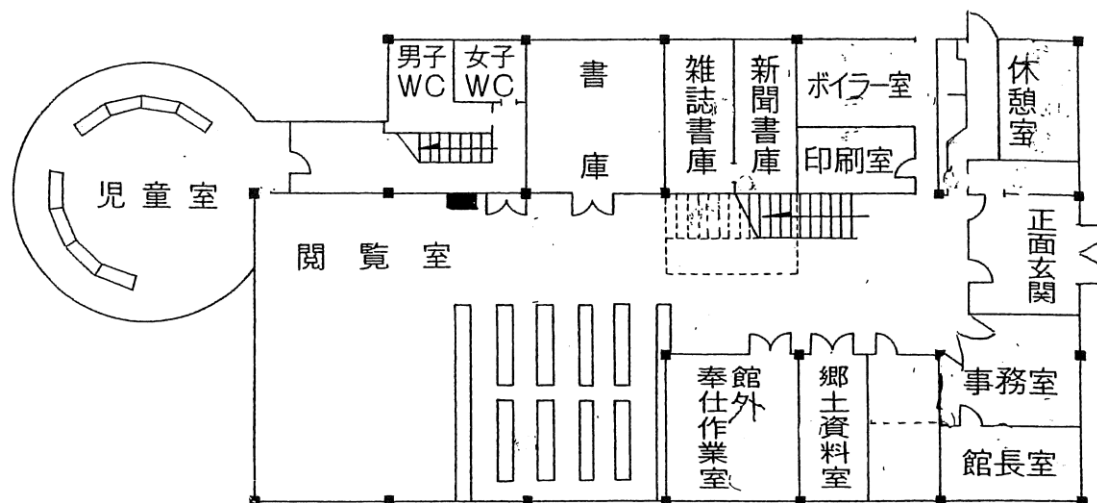 男子
WC
女子
WC
書庫
雑誌書庫
新聞書庫
ボイラー室
印刷室
休憩室
児童室
閲覧室
正面玄関
館外
奉仕作業室
郷土資料室
事務室
館長室